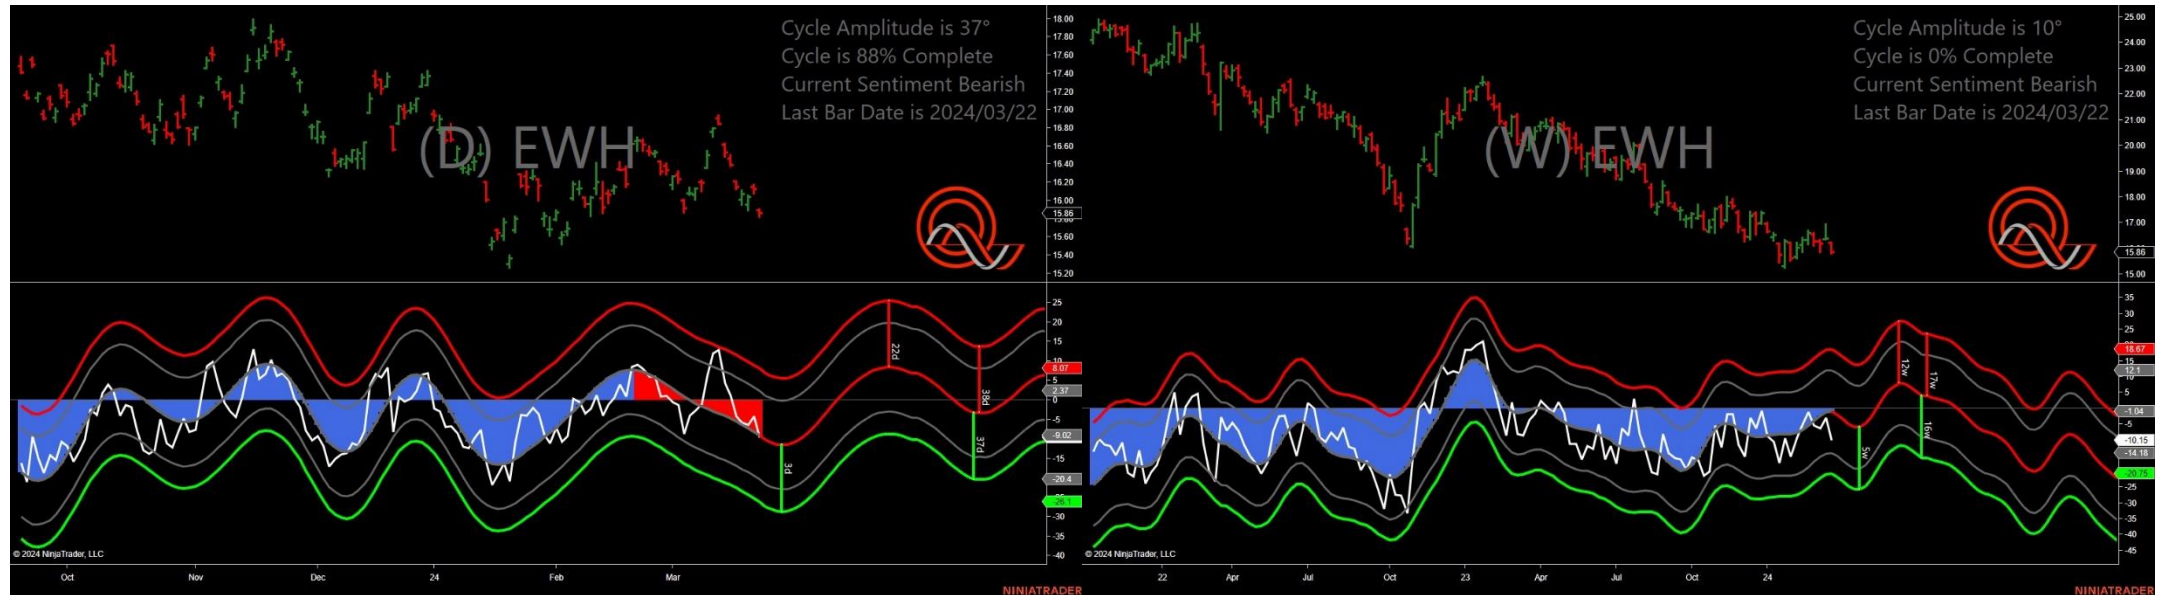 Cycle Amplitude is 37°
Cycle is 88% Complete
Current Sentiment Bearish
Last Bar Date is 2024/03/22
(D) EWH
18.00
17.80
17.60
17.40
17.20
17.00
16.80
16.60
16.40
16.20
16.00
15.86
15.60
15.40
15.20
22d
38d
37d
3d
25
20
15
10
8.07
5
2.37
0
-5
-9.02
-15
-20.4
-26.1
-30
-35
-40
© 2024 NinjaTrader, LLC
Oct
Nov
Dec
24
Feb
Mar
NINJATRADER
Cycle Amplitude is 10°
Cycle is 0% Complete
Current Sentiment Bearish
Last Bar Date is 2024/03/22
(W) EWH
25.00
24.00
23.00
22.00
21.00
20.00
19.00
18.00
17.00
15.86
15.00
12w
17w
16w
5w
35
30
25
18.67
12.1
5
-1.04
-5
-10.15
-14.18
-20.75
-25
-30
-35
-40
-45
© 2024 NinjaTrader, LLC
22
Apr
Jul
Oct
23
Apr
Jul
Oct
24
NINJATRADER